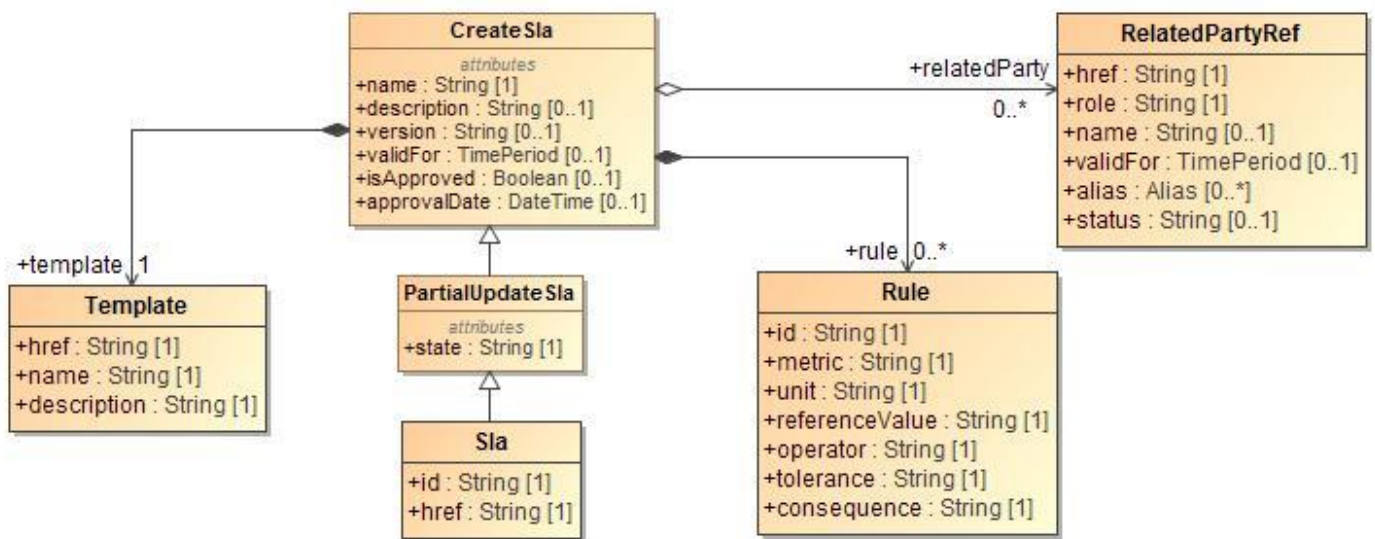 CreateSla
attributes
+name : String [1]
+description : String [0..1]
+version : String [0..1]
+validFor : TimePeriod [0..1]
+isApproved : Boolean [0..1]
+approvalDate : DateTime [0..1]
+relatedParty
0..*
RelatedPartyRef
+href : String [1]
+role : String [1]
+name : String [0..1]
+validFor : TimePeriod [0..1]
+alias : Alias [0..*]
+status : String [0..1]
+template 1
Template
+href : String [1]
+name : String [1]
+description : String [1]
PartialUpdateSla
attributes
+state : String [1]
Sla
+id : String [1]
+href : String [1]
+rule 0..*
Rule
+id : String [1]
+metric : String [1]
+unit : String [1]
+referenceValue : String [1]
+operator : String [1]
+tolerance : String [1]
+consequence : String [1]